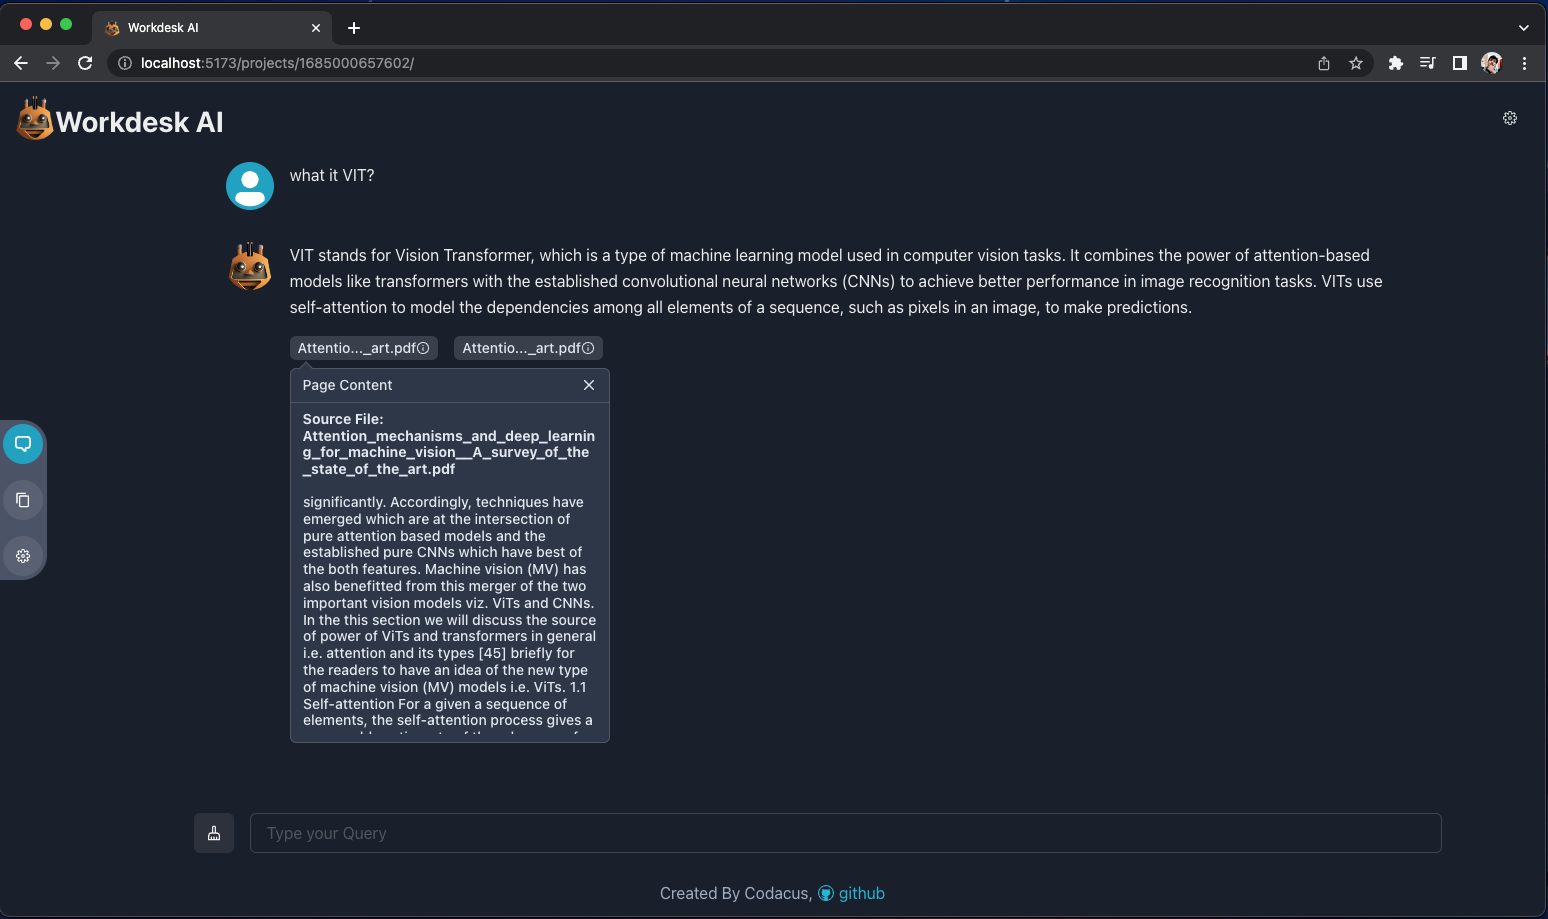 Workdesk AI
localhost:5173/projects/1685000657602/
Workdesk AI
what it VIT?
VIT stands for Vision Transformer, which is a type of machine learning model used in computer vision tasks. It combines the power of attention-based
models like transformers with the established convolutional neural networks (CNNs) to achieve better performance in image recognition tasks. VITs use
self-attention to model the dependencies among all elements of a sequence, such as pixels in an image, to make predictions.
Attentio..._art.pdf
Attentio..._art.pdf
Page Content
Source File:
Attention_mechanisms_and_deep_learnin
g_for_machine_vision__A_survey_of_the
_state_of_the_art.pdf
significantly. Accordingly, techniques have
emerged which are at the intersection of
pure attention based models and the
established pure CNNs which have best of
the both features. Machine vision (MV) has
also benefitted from this merger of the two
important vision models viz. ViTs and CNNs.
In the this section we will discuss the source
of power of ViTs and transformers in general
i.e. attention and its types [45] briefly for
the readers to have an idea of the new type
of machine vision (MV) models i.e. ViTs. 1.1
Self-attention For a given a sequence of
elements, the self-attention process gives a
Type your Query
Created By Codacus, github